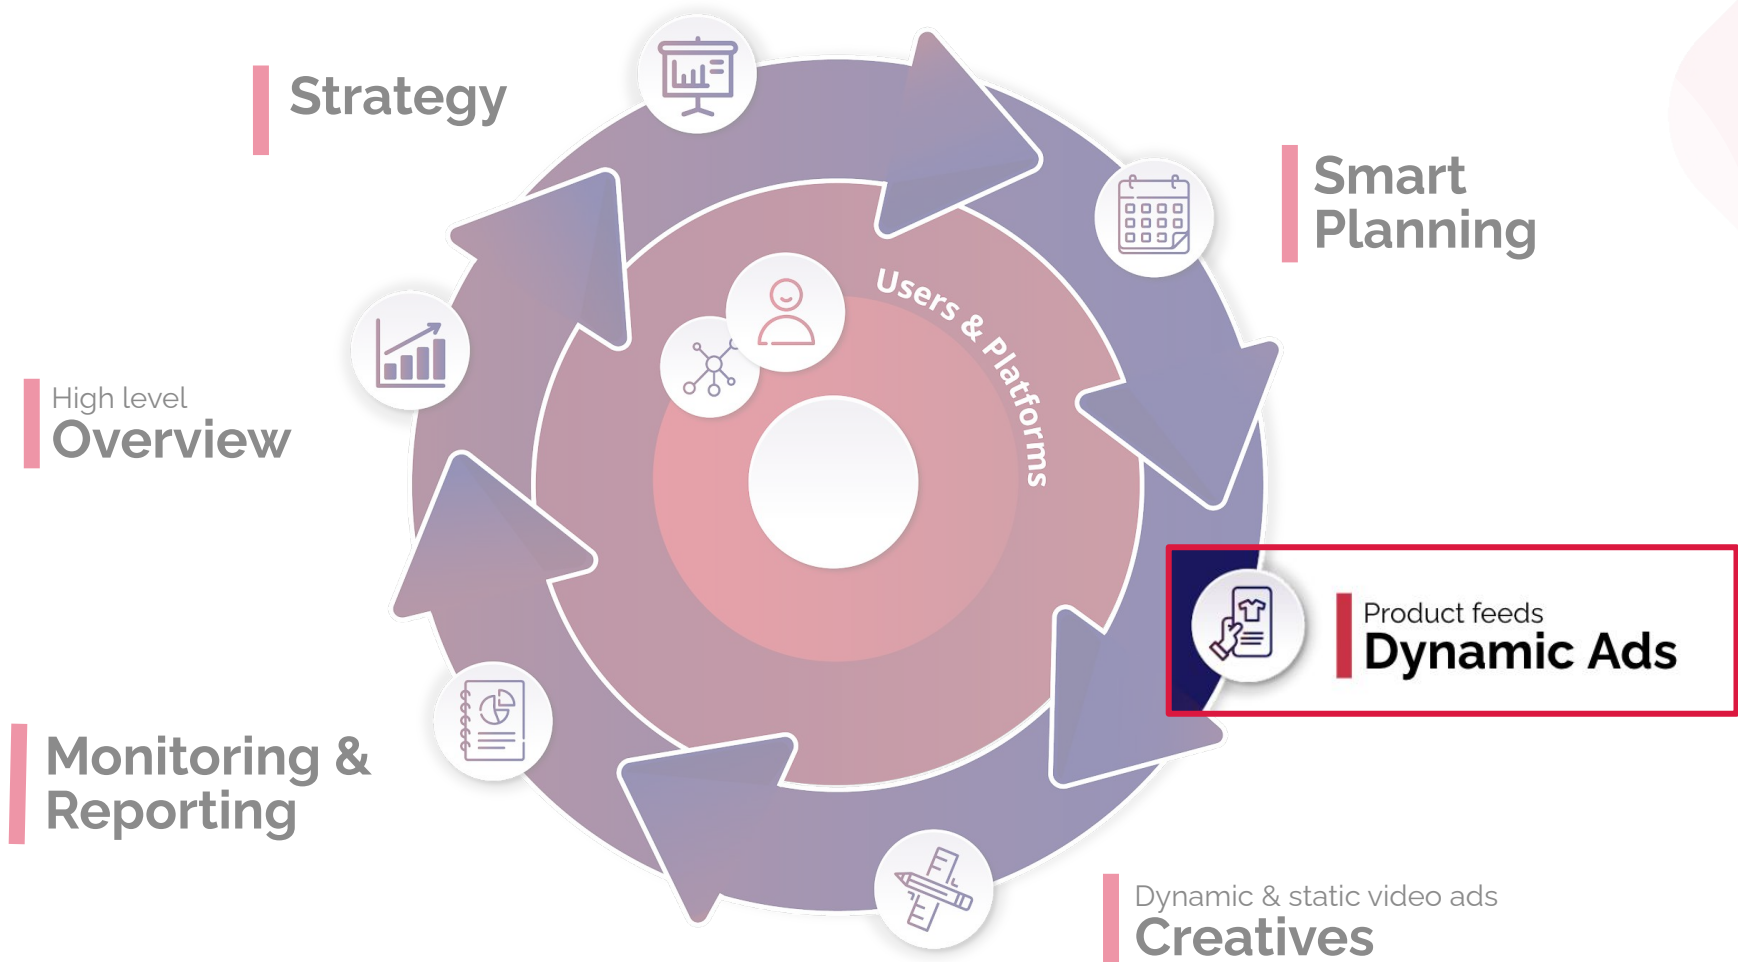 Strategy
Smart
Planning
Users & Platforms
High level
Overview
Product feeds
Dynamic Ads
Monitoring &
Reporting
Dynamic & static video ads
Creatives